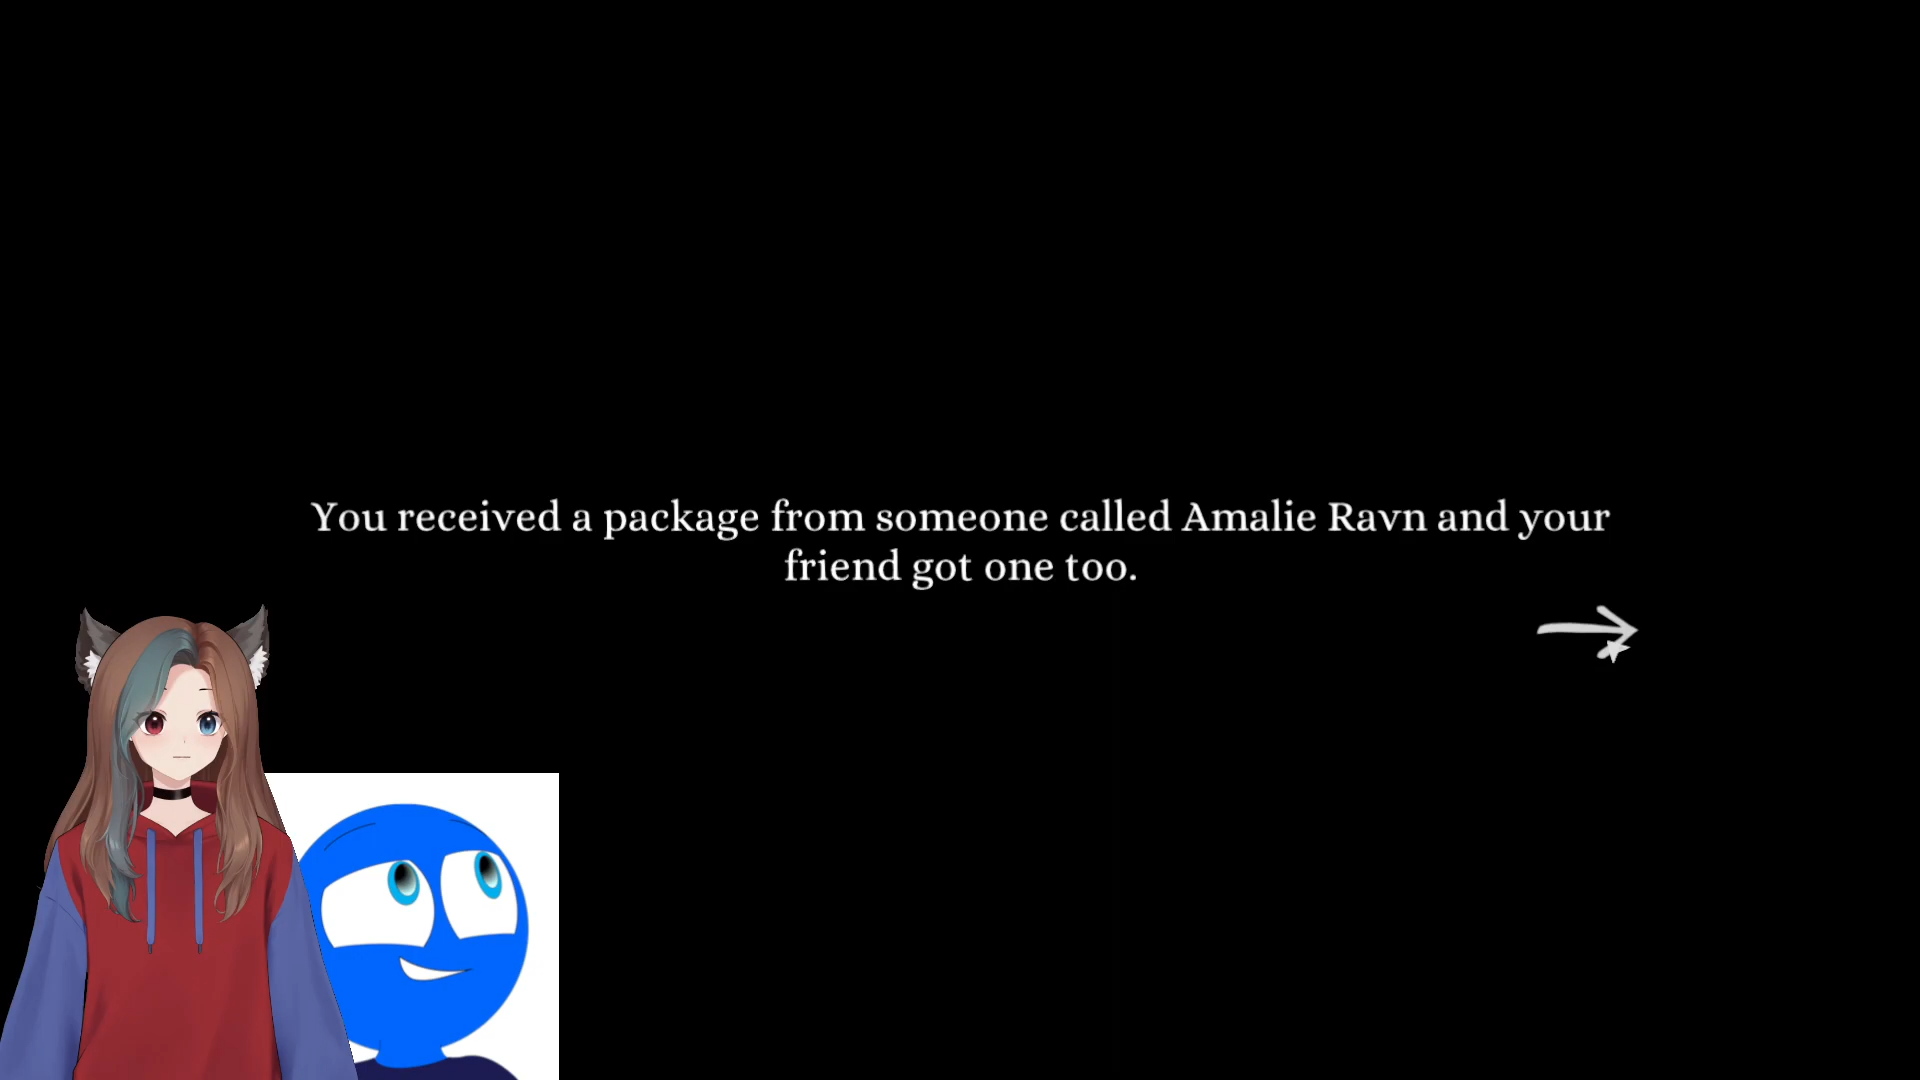 You received a package from someone called Amalie Ravn and your
friend got one too.